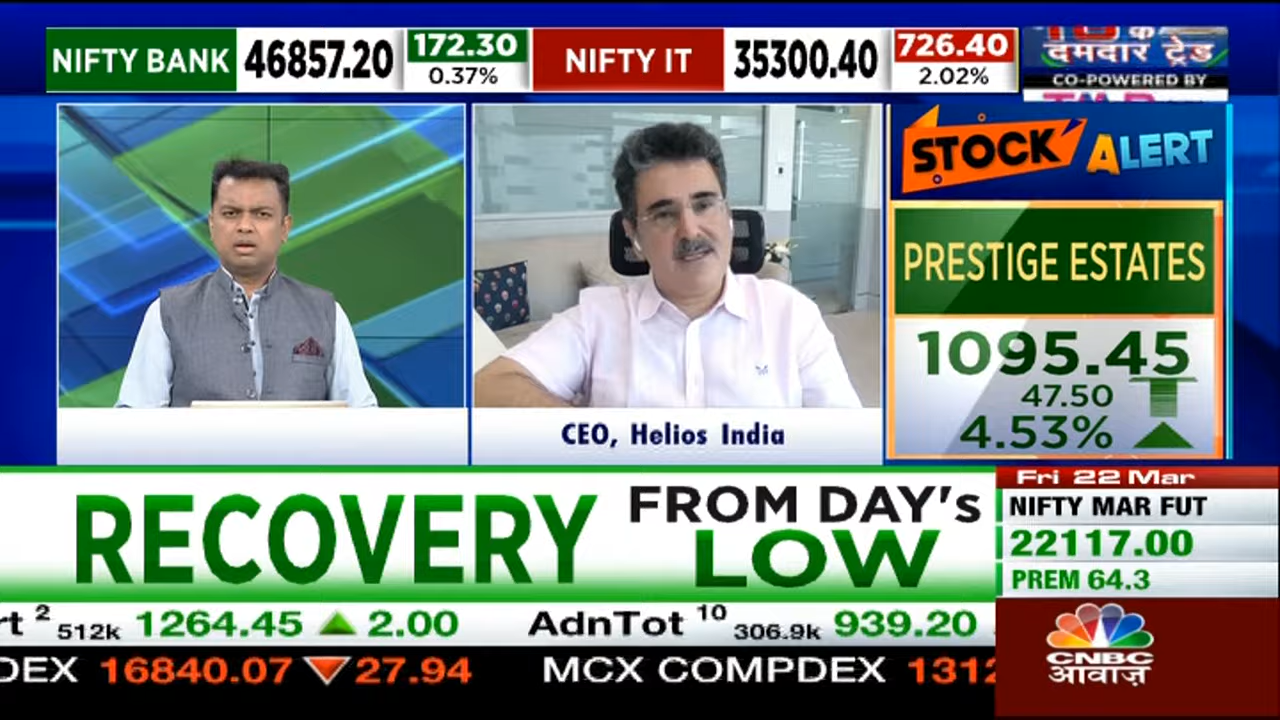 NIFTY BANK 46857.20 172.30 0.37% NIFTY IT 35300.40 726.40 2.02%
दमदार ट्रेड
CO-POWERED BY
STOCK ALERT
PRESTIGE ESTATES
1095.45
47.50
4.53%
CEO, Helios India
RECOVERY FROM DAY's LOW
Fri 22 Mar
NIFTY MAR FUT
22117.00
PREM 64.3
rt 2 512k 1264.45 ▲ 2.00 AdnTot 10 306.9k 939.20
DEX 16840.07 ▼ 27.94 MCX COMPDEX 1312
CNBC
आवाज़